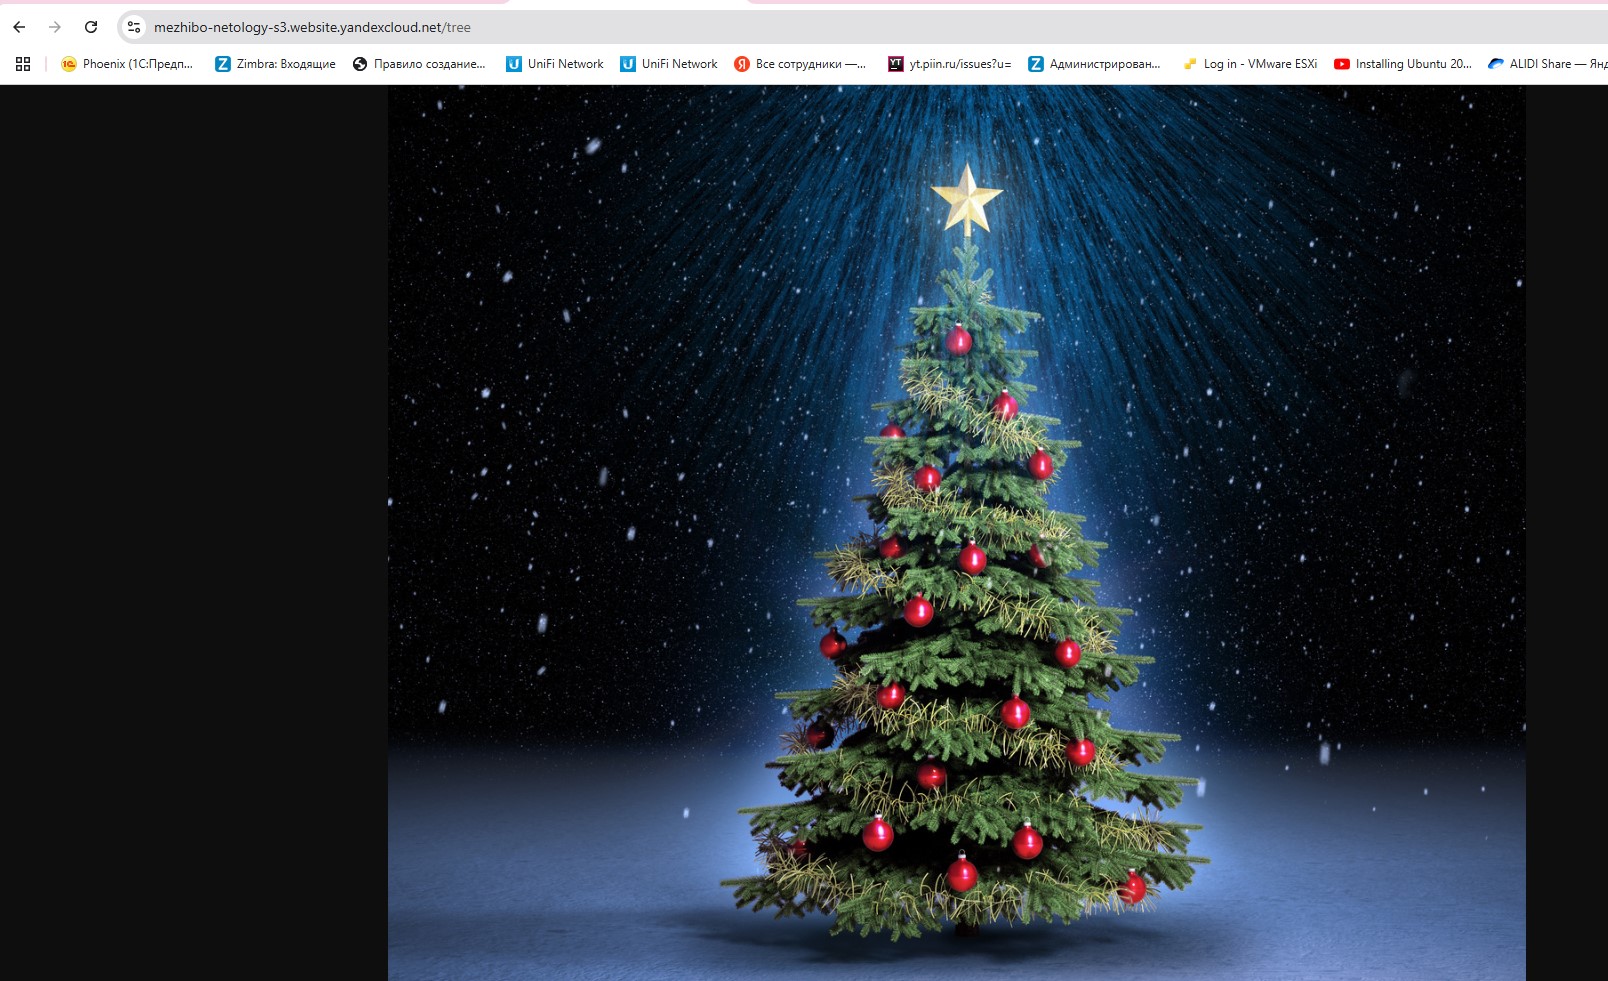 mezhibo-netology-s3.website.yandexcloud.net/tree
Phoenix (1С:Предп... Zimbra: Входящие Правило создание... UniFi Network UniFi Network Все сотрудники —... yt.piin.ru/issues?u= Администрирован... Log in - VMware ESXi Installing Ubuntu 20... ALIDI Share — Янд